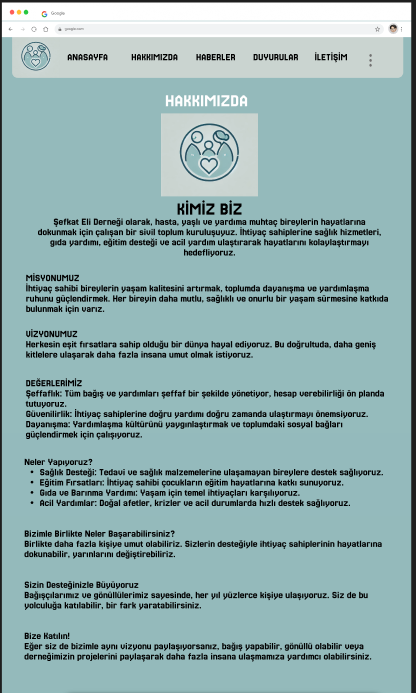 Google
google.com
ANASAYFA HAKKIMIZDA HABERLER DUYURULAR İLETİŞİM
HAKKIMIZDA
KİMİZ BİZ
Şefkat Eli Derneği olarak, hasta, yaşlı ve yardıma muhtaç bireylerin hayatlarına
dokunmak için çalışan bir sivil toplum kuruluşuyuz. İhtiyaç sahiplerine sağlık hizmetleri,
gıda yardımı, eğitim desteği ve acil yardım ulaştırarak hayatlarını kolaylaştırmayı
hedefliyoruz.
MİSYONUMUZ
İhtiyaç sahibi bireylerin yaşam kalitesini artırmak, toplumda dayanışma ve yardımlaşma
ruhunu güçlendirmek. Her bireyin daha mutlu, sağlıklı ve onurlu bir yaşam sürmesine katkıda
bulunmak için varız.
VİZYONUMUZ
Herkesin eşit fırsatlara sahip olduğu bir dünya hayal ediyoruz. Bu doğrultuda, daha geniş
kitlelere ulaşarak daha fazla insana umut olmak istiyoruz.
DEĞERLERİMİZ
Şeffaflık: Tüm bağış ve yardımları şeffaf bir şekilde yönetiyor, hesap verebilirliği ön planda
tutuyoruz.
Güvenilirlik: İhtiyaç sahiplerine doğru yardımı doğru zamanda ulaştırmayı önemsiyoruz.
Dayanışma: Yardımlaşma kültürünü yaygınlaştırmak ve toplumdaki sosyal bağları
güçlendirmek için çalışıyoruz.
Neler Yapıyoruz?
• Sağlık Desteği: Tedavi ve sağlık malzemelerine ulaşamayan bireylere destek sağlıyoruz.
• Eğitim Fırsatları: İhtiyaç sahibi çocukların eğitim hayatlarına katkı sunuyoruz.
• Gıda ve Barınma Yardımı: Yaşam için temel ihtiyaçları karşılıyoruz.
• Acil Yardımlar: Doğal afetler, krizler ve acil durumlarda hızlı destek sağlıyoruz.
Bizimle Birlikte Neler Başarabilirsiniz?
Birlikte daha fazla kişiye umut olabiliriz. Sizlerin desteğiyle ihtiyaç sahiplerinin hayatlarına
dokunabilir, yarınlarını değiştirebiliriz.
Sizin Desteğinizle Büyüyoruz
Bağışçılarımız ve gönüllülerimiz sayesinde, her yıl yüzlerce kişiye ulaşıyoruz. Siz de bu
yolculuğa katılabilir, bir fark yaratabilirsiniz.
Bize Katılın!
Eğer siz de bizimle aynı vizyonu paylaşıyorsanız, bağış yapabilir, gönüllü olabilir veya
derneğimizin projelerini paylaşarak daha fazla insana ulaşmamıza yardımcı olabilirsiniz.